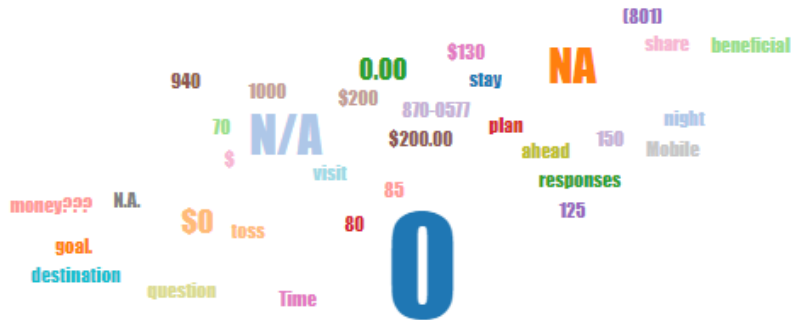 (801)
share
beneficial
$130
NA
0.00
stay
940
1000
$200
870-0577
night
70
N/A
$200.00
plan
150
Mobile
$
ahead
visit
responses
85
money???
N.A.
$0
loss
80
0
125
goal.
destination
question
Time